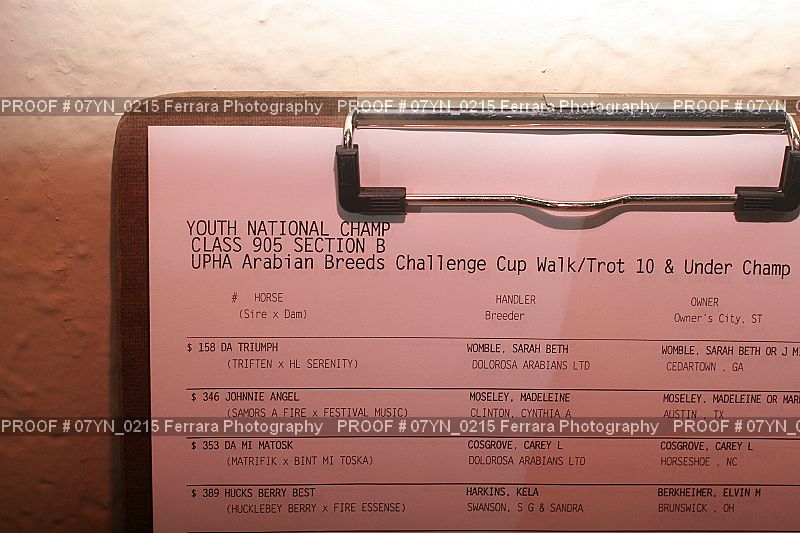 PROOF # 07YN_0215 Ferrara Photography PROOF # 07YN_0215 Ferrara Photography PROOF # 07YN_0215
YOUTH NATIONAL CHAMP
CLASS 905 SECTION B
UPHA Arabian Breeds Challenge Cup Walk/Trot 10 & Under Champ
# HORSE HANDLER OWNER
(Sire x Dam) Breeder Owner's City, ST
$ 158 DA TRIUMPH WOMBLE, SARAH BETH WOMBLE, SARAH BETH OR J
(TRIFTEN x HL SERENITY) DOLOROSA ARABIANS LTD CEDARTOWN , GA
$ 346 JOHNNIE ANGEL MOSELEY, MADELEINE MOSELEY, MADELEINE OR
(SAMORS A FIRE x FESTIVAL MUSIC) CLINTON, CYNTHIA A AUSTIN , TX
PROOF # 07YN_0215 Ferrara Photography PROOF # 07YN_0215 Ferrara Photography PROOF # 07YN_0215
$ 353 DA MI MATOSK COSGROVE, CAREY L COSGROVE, CAREY L
(MATRIFIK x BINT MI TOSKA) DOLOROSA ARABIANS LTD HORSESHOE , NC
$ 389 HUCKS BERRY BEST HARKINS, KELA BERKHEIMER, ELVIN M
(HUCKLEBEY BERRY x FIRE ESSENSE) SWANSON, S G & SANDRA BRUNSWICK , OH